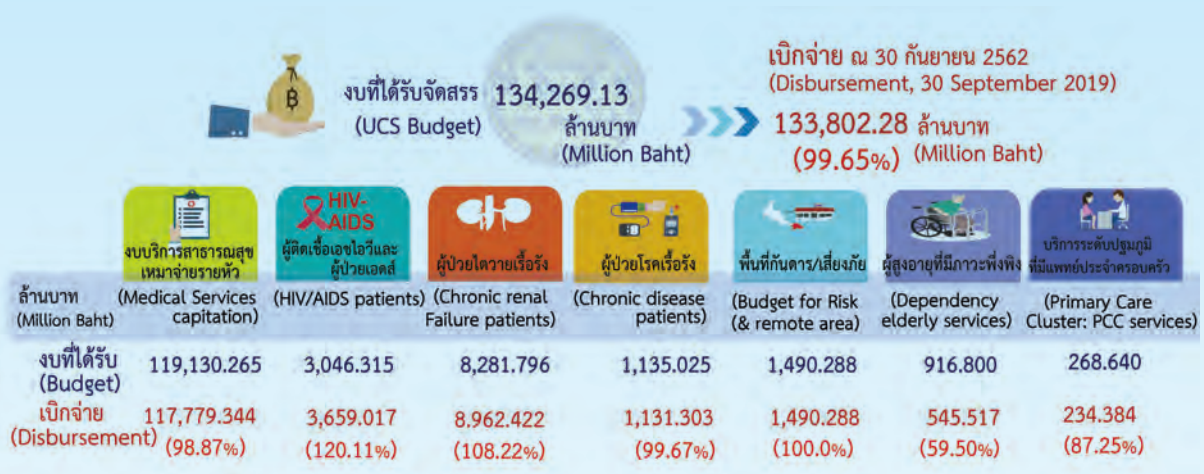 งบที่ได้รับจัดสรร 134,269.13
(UCS Budget)
ล้านบาท
(Million Baht)
เบิกจ่าย ณ 30 กันยายน 2562
(Disbursement, 30 September 2019)
133,802.28 ล้านบาท
(99.65%) (Million Baht)
฿
งบบริการสาธารณสุข
เหมาจ่ายรายหัว
HIV-
AIDS
ผู้ติดเชื้อเอชไอวีและ
ผู้ป่วยเอดส์
ผู้ป่วยไตวายเรื้อรัง
ผู้ป่วยโรคเรื้อรัง
พื้นที่กันดาร/เสี่ยงภัย
ผู้สูงอายุที่มีภาวะพึ่งพิง
บริการระดับปฐมภูมิ
ที่มีแพทย์ประจำครอบครัว
ล้านบาท
(Million Baht)
(Medical Services
capitation)
(HIV/AIDS patients)
(Chronic renal
Failure patients)
(Chronic disease
patients)
(Budget for Risk
(& remote area)
(Dependency
elderly services)
(Primary Care
Cluster: PCC services)
งบที่ได้รับ
(Budget)
119,130.265 3,046.315 8,281.796 1,135.025 1,490.288 916.800 268.640
เบิกจ่าย
(Disbursement)
117,779.344 3,659.017 8,962.422 1,131.303 1,490.288 545.517 234.384
(98.87%) (120.11%) (108.22%) (99.67%) (100.0%) (59.50%) (87.25%)